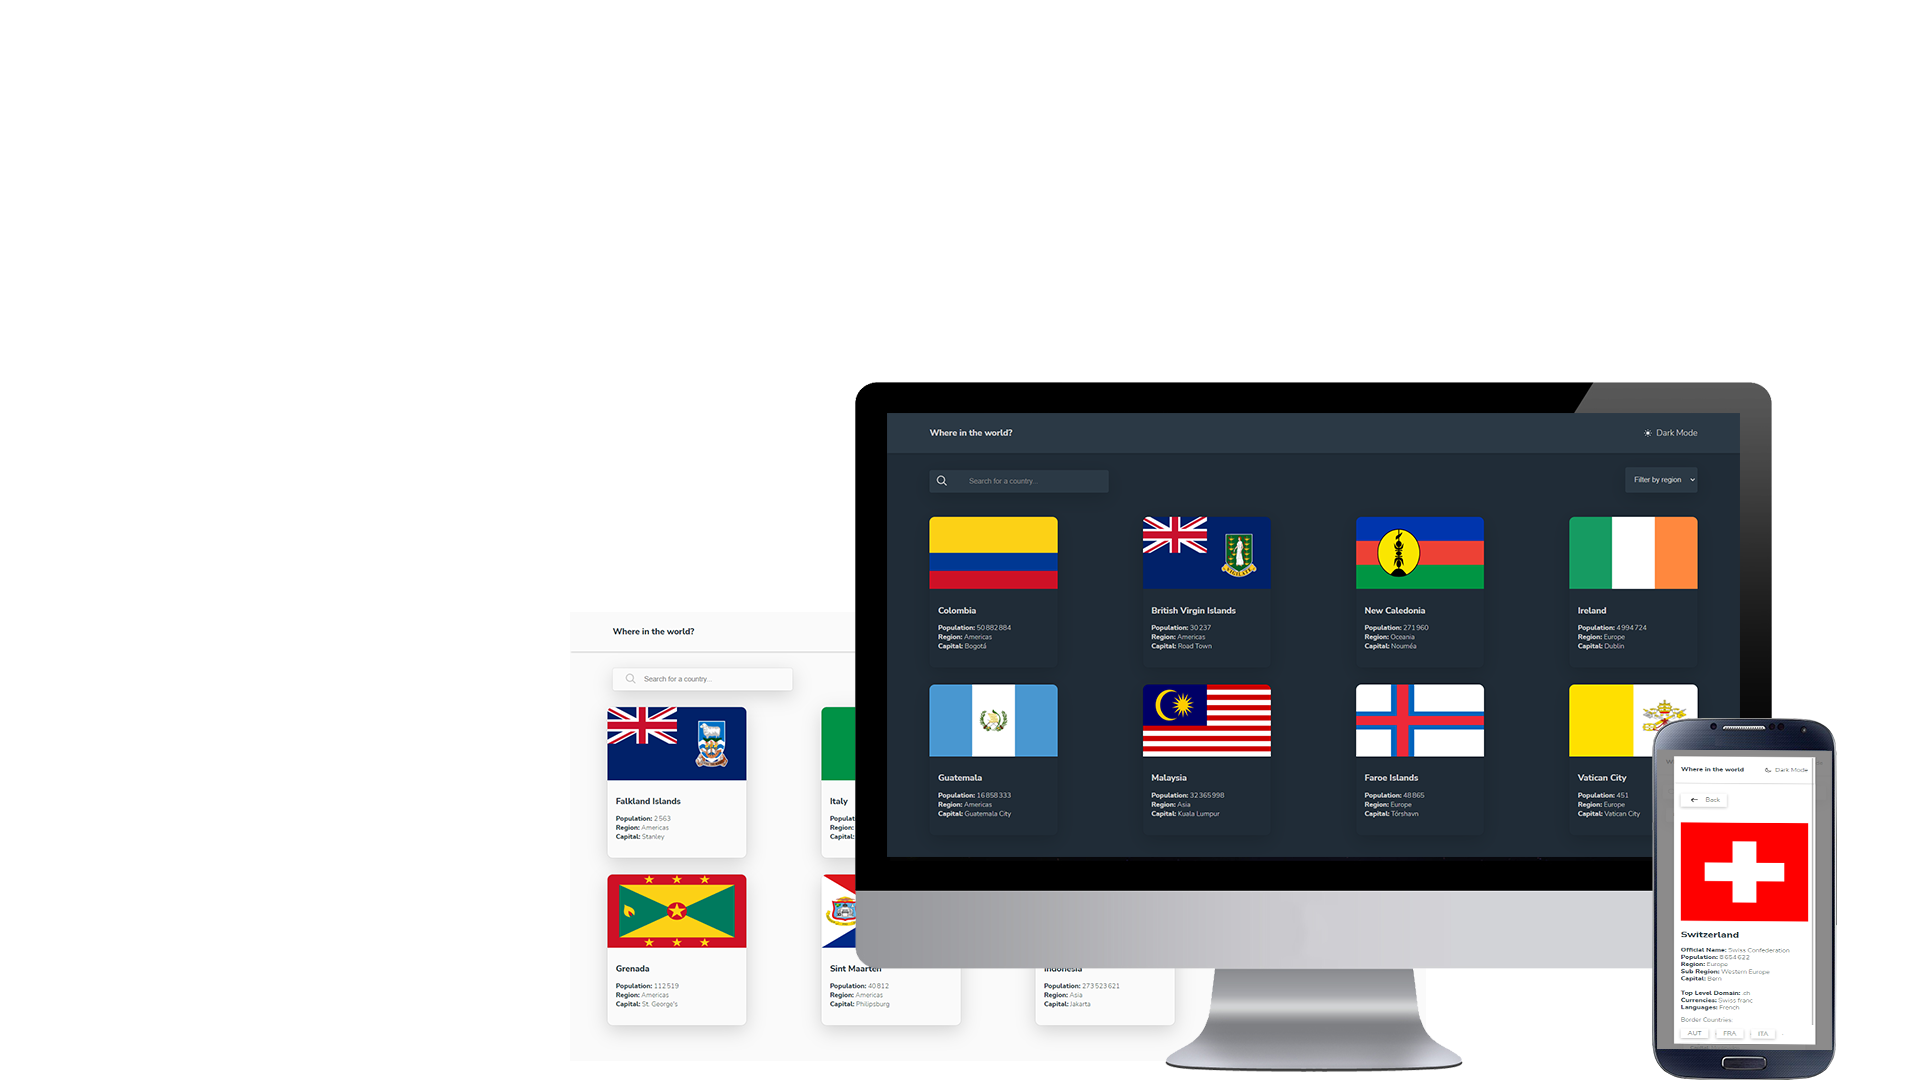 Where in the world?
Dark Mode
Search for a country...
Filter by region
Colombia
Population: 50 882 884
Region: Americas
Capital: Bogotá
British Virgin Islands
Population: 30 237
Region: Americas
Capital: Road Town
New Caledonia
Population: 271 960
Region: Oceania
Capital: Nouméa
Ireland
Population: 4 994 724
Region: Europe
Capital: Dublin
Guatemala
Population: 16 858 333
Region: Americas
Capital: Guatemala City
Malaysia
Population: 32 365 998
Region: Asia
Capital: Kuala Lumpur
Faroe Islands
Population: 48 865
Region: Europe
Capital: Tórshavn
Vatican City
Population: 451
Region: Europe
Capital: Vatican City
Where in the world?
Search for a country...
Falkland Islands
Population: 2 563
Region: Americas
Capital: Stanley
Italy
Region:
Capital:
Grenada
Population: 112 519
Region: Americas
Capital: St. George's
Sint Maarten
Population: 40 812
Region: Americas
Capital: Philipsburg
Indonesia
Population: 273 523 621
Region: Asia
Capital: Jakarta
Where in the world
Dark Mode
Back
Switzerland
Official Name: Swiss Confederation
Population: 8 654 622
Region: Europe
Sub Region: Western Europe
Capital: Bern
Top Level Domain: .ch
Currencies: Swiss franc
Languages: French
Border Countries:
AUT FRA ITA